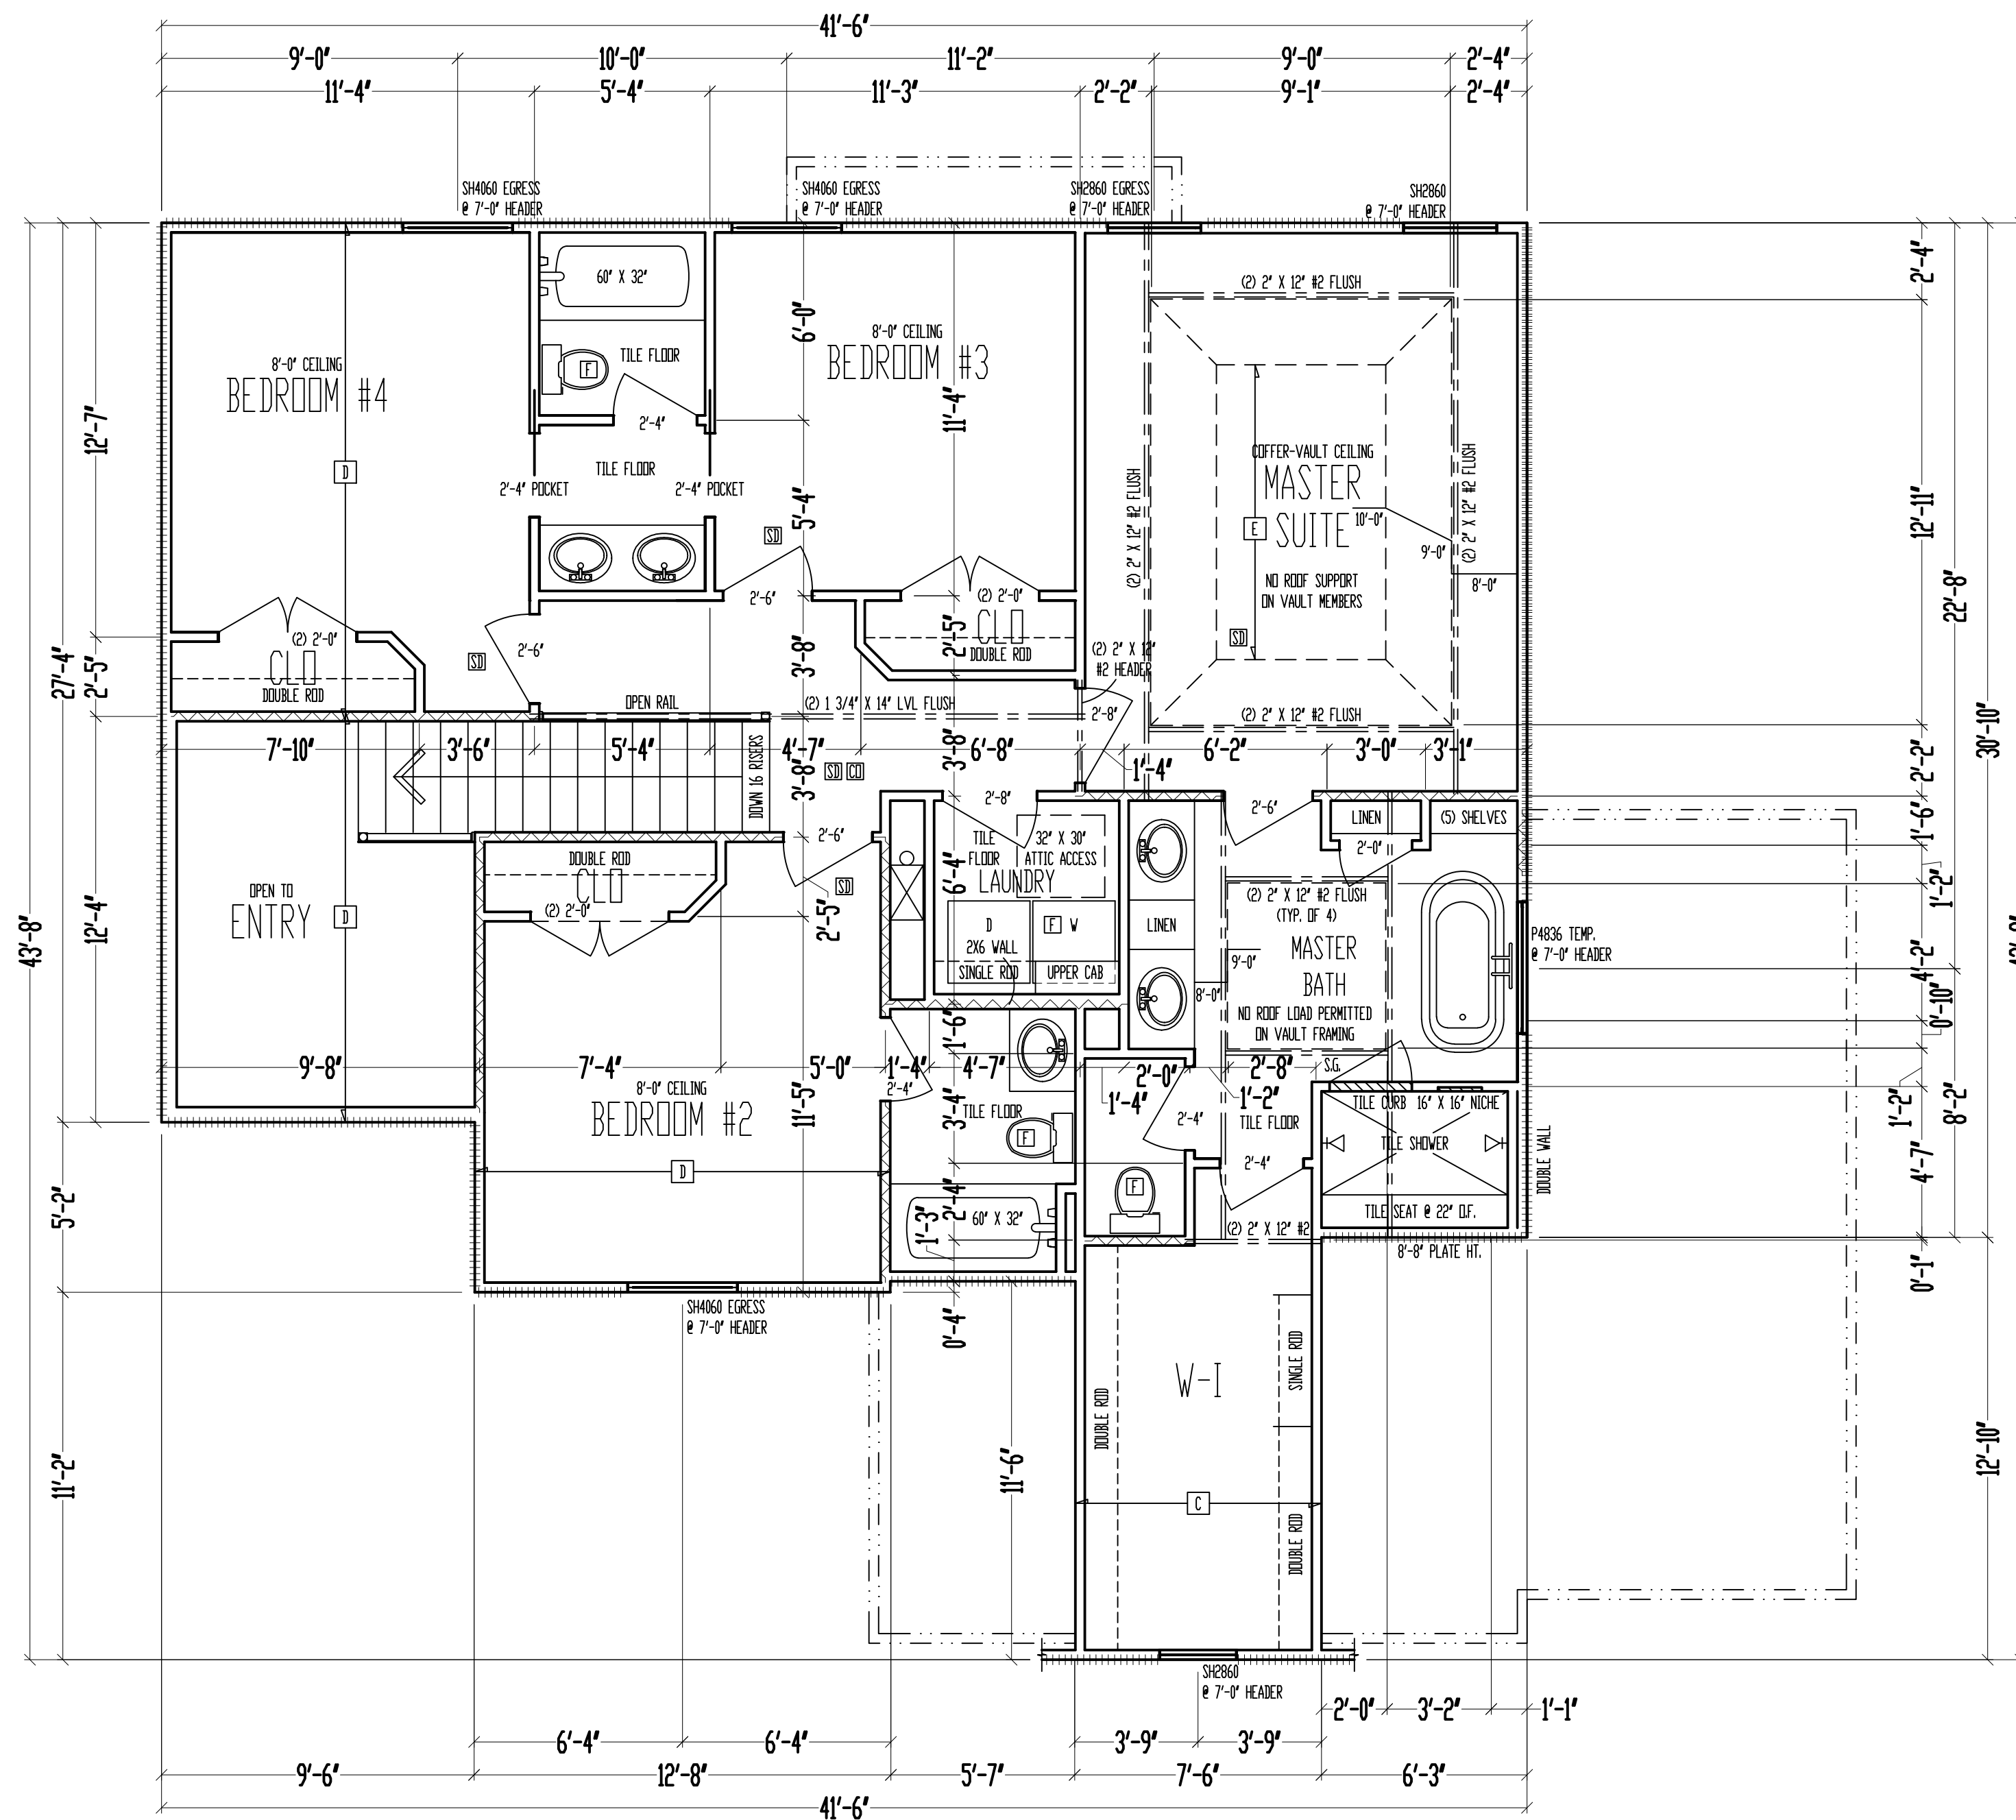 41'-6"
9'-0" 10'-0" 11'-2" 9'-0" 2'-4"
11'-4" 5'-4" 11'-3" 2'-2" 9'-1" 2'-4"
SH4060 EGRESS
@ 7'-0" HEADER
SH4060 EGRESS
@ 7'-0" HEADER
SH2860 EGRESS
@ 7'-0" HEADER
SH2860
@ 7'-0" HEADER
8'-0" CEILING
BEDROOM #4
D
12'-7"
27'-4"
2'-5"
43'-8"
12'-4"
5'-2"
11'-2"
60" X 32"
F
TILE FLOOR
2'-4"
TILE FLOOR
2'-4" POCKET
2'-4" POCKET
6'-0"
8'-0" CEILING
BEDROOM #3
11'-4"
5'-4"
SD
2'-6"
(2) 2'-0"
CLO
DOUBLE ROD
2'-5"
3'-8"
(2) 2" X 12" #2 FLUSH
(2) 2" X 12" #2 FLUSH
(2) 2" X 12" #2 FLUSH
COFFER-VAULT CEILING
MASTER
SUITE
10'-0"
9'-0"
8'-0"
E
NO ROOF SUPPORT
ON VAULT MEMBERS
SD
(2) 2" X 12" #2 FLUSH
(2) 2" X 12"
#2 HEADER
2'-8"
2'-4"
12'-11"
22'-8"
30'-10"
2'-2"
1'-6"
1'-2"
4'-2"
0'-10"
1'-2"
8'-2"
4'-7"
0'-1"
12'-10"
(2) 2'-0"
CLO
DOUBLE ROD
SD
2'-6"
OPEN RAIL
(2) 1 3/4" X 14" LVL FLUSH
7'-10" 3'-6" 5'-4" 4'-7" 6'-8" 1'-4" 6'-2" 3'-0" 3'-1"
DOWN 16 RISERS
3'-8"
3'-8"
SD CO
2'-6"
SD
2'-5"
OPEN TO
ENTRY
D
DOUBLE ROD
CLO
(2) 2'-0"
2'-8"
TILE
FLOOR
32" X 30"
ATTIC ACCESS
LAUNDRY
6'-4"
D
F W
2X6 WALL
SINGLE ROD
UPPER CAB
LINEN
2'-6"
LINEN
(5) SHELVES
2'-0"
(2) 2" X 12" #2 FLUSH
(TYP. OF 4)
MASTER
BATH
9'-0"
8'-0"
NO ROOF LOAD PERMITTED
ON VAULT FRAMING
P4836 TEMP.
@ 7'-0" HEADER
9'-8" 7'-4" 5'-0" 1'-4" 4'-7" 1'-4" 2'-0" 1'-2" 2'-8"
S.G.
8'-0" CEILING
BEDROOM #2
D
11'-5"
2'-4"
1'-6"
3'-4"
TILE FLOOR
F
2'-4"
1'-3"
60" X 32"
0'-4"
2'-4"
TILE FLOOR
2'-4"
F
(2) 2" X 12" #2
TILE CURB 16" X 16" NICHE
TILE SHOWER
TILE SEAT @ 22" O.F.
8'-8" PLATE HT.
DOUBLE WALL
SH4060 EGRESS
@ 7'-0" HEADER
11'-6"
W-I
DOUBLE ROD
SINGLE ROD
DOUBLE ROD
C
SH2860
@ 7'-0" HEADER
2'-0" 3'-2" 1'-1"
6'-4" 6'-4" 3'-9" 3'-9"
9'-6" 12'-8" 5'-7" 7'-6" 6'-3"
41'-6"